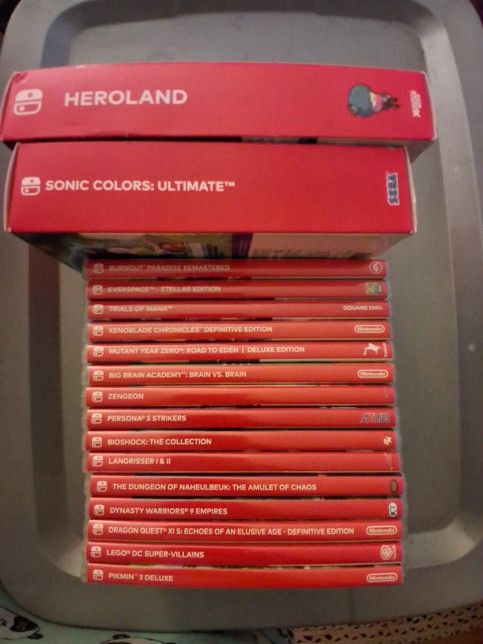 HEROLAND
SONIC COLORS: ULTIMATE™ SEGA
BURNOUT™ PARADISE REMASTERED
EVERSPACE™ - STELLAR EDITION
TRIALS OF MANA™ SQUARE ENIX
XENOBLADE CHRONICLES™ DEFINITIVE EDITION Nintendo
MUTANT YEAR ZERO®: ROAD TO EDEN | DELUXE EDITION
BIG BRAIN ACADEMY™: BRAIN VS. BRAIN Nintendo
ZENGEON
PERSONA® 5 STRIKERS ATLUS
BIOSHOCK: THE COLLECTION
LANGRISSER I & II
THE DUNGEON OF NAHEULBEUK: THE AMULET OF CHAOS
DYNASTY WARRIORS® 9 EMPIRES
DRAGON QUEST® XI S: ECHOES OF AN ELUSIVE AGE - DEFINITIVE EDITION Nintendo
LEGO® DC SUPER-VILLAINS
PIKMIN™ 3 DELUXE Nintendo